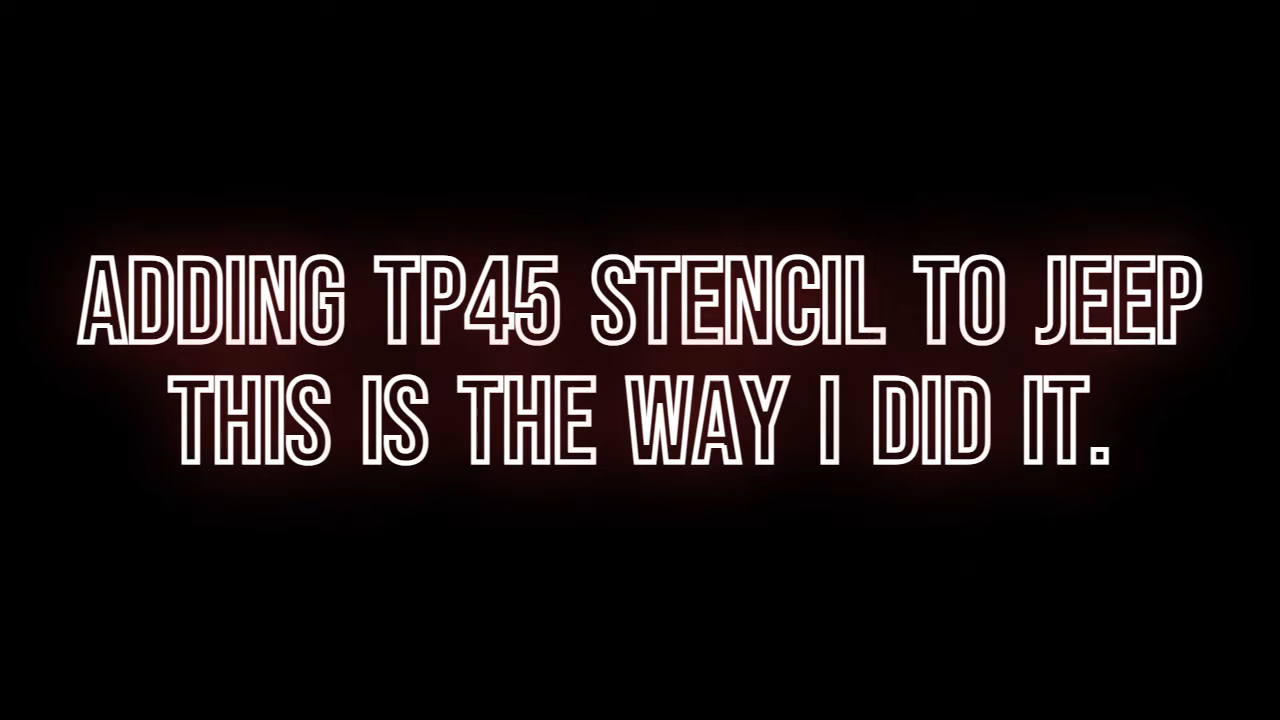 ADDING TP45 STENCIL TO JEEP
THIS IS THE WAY I DID IT.